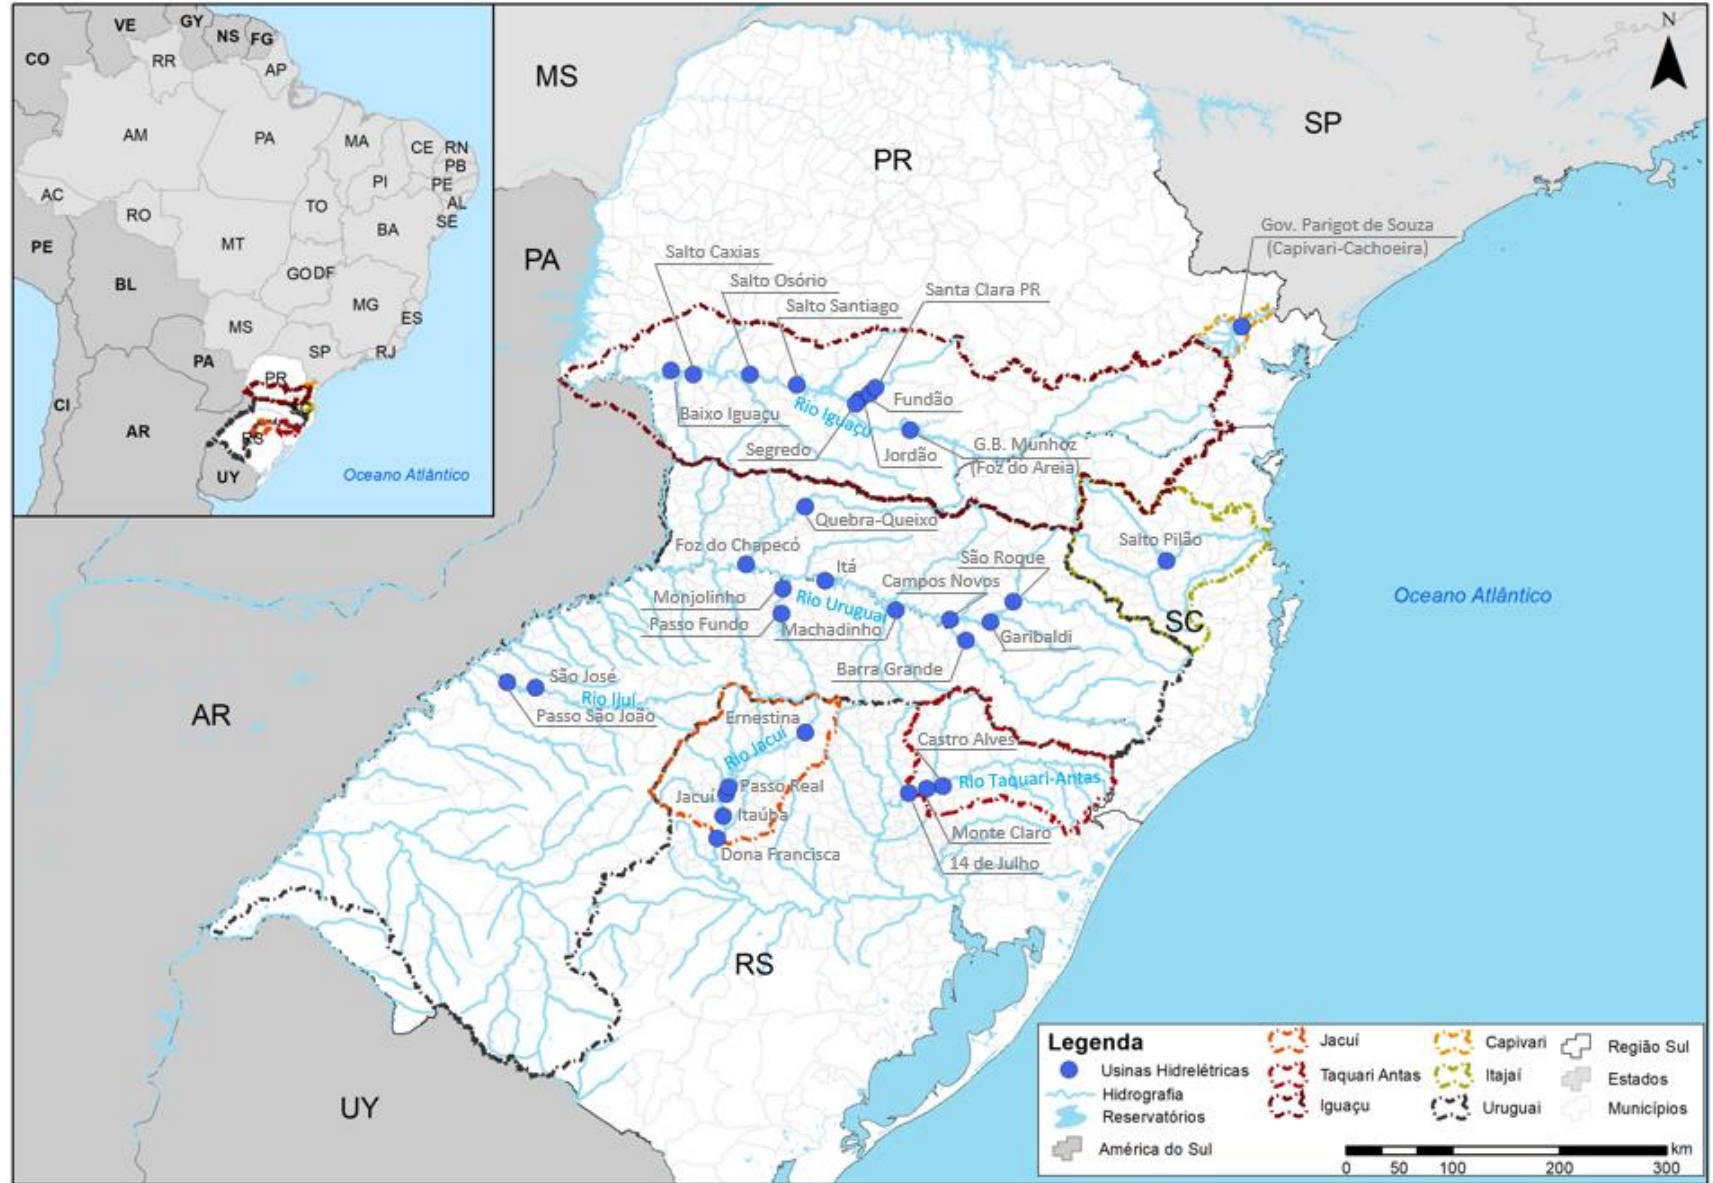 VE
GY
NS
FG
CO
RR
AP
AM
PA
MA
CE
RN
PB
PI
PE
AC
AL
TO
SE
RO
BA
PE
MT
GO
DF
BL
MG
ES
MS
SP
RJ
PA
PR
CI
AR
RS
UY
Oceano Atlântico
N
MS
SP
PR
PA
Gov. Parigot de Souza
(Capivari-Cachoeira)
Salto Caxias
Salto Osório
Santa Clara PR
Salto Santiago
Fundão
Rio Iguaçu
Baixo Iguaçu
G.B. Munhoz
(Foz do Areia)
Segredo
Jordão
Quebra-Queixo
Salto Pilão
Foz do Chapecó
São Roque
Itá
Campos Novos
Monjolinho
Rio Uruguai
Passo Fundo
Machadinho
SC
Garibaldi
Barra Grande
Oceano Atlântico
São José
Rio Ijuí
Passo São João
AR
Ernestina
Rio Jacuí
Castro Alves
Rio Taquari-Antas
Passo Real
Jacuí
Itaúba
Monte Claro
Dona Francisca
14 de Julho
RS
UY
Legenda
Usinas Hidrelétricas
Hidrografia
Reservatórios
América do Sul
Jacuí
Taquari Antas
Iguaçu
Capivari
Itajaí
Uruguai
Região Sul
Estados
Municípios
km
0 50 100 200 300